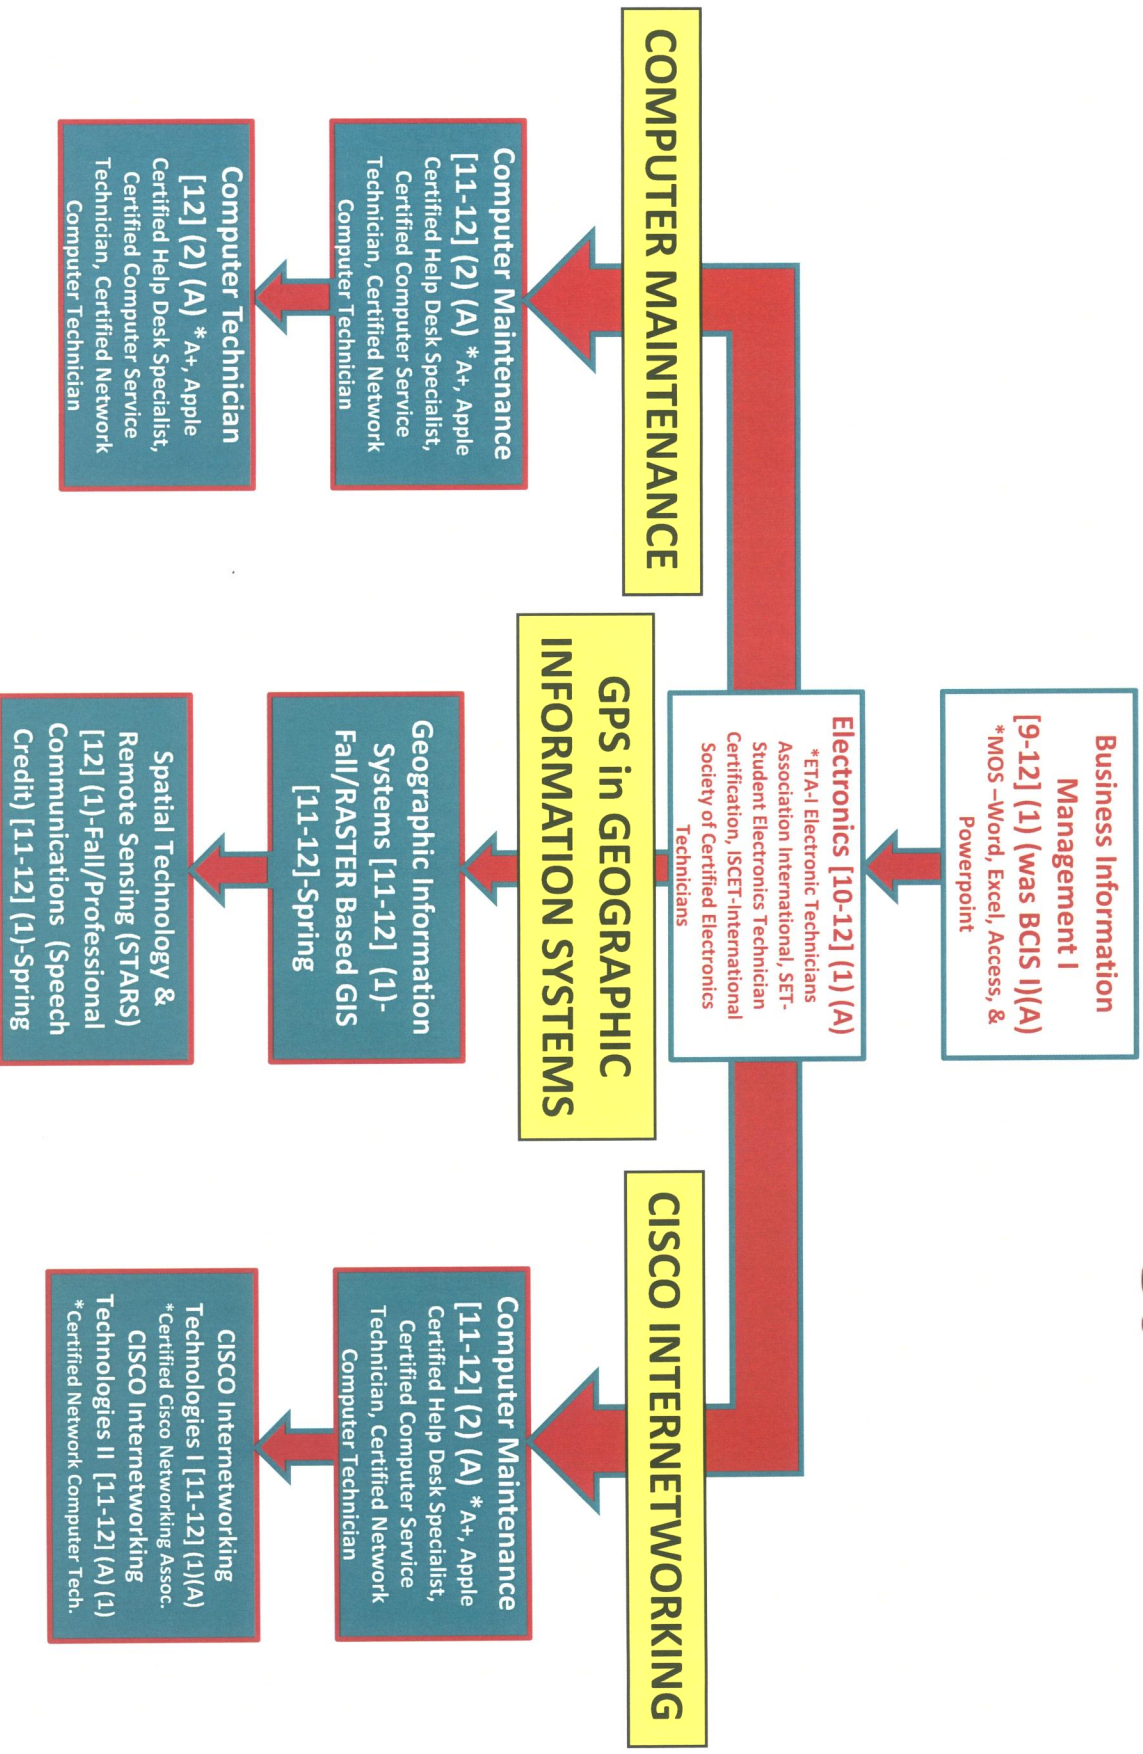 Business Information
Management I
[9-12] (1) (was BCIS I)(A)
*MOS –Word, Excel, Access, &
Powerpoint
Electronics [10-12] (1) (A)
*ETA-I Electronic Technicians
Association International, SET-
Student Electronics Technician
Certification, ISCET-International
Society of Certified Electronics
Technicians
COMPUTER MAINTENANCE
Computer Maintenance
[11-12] (2) (A) *A+, Apple
Certified Help Desk Specialist,
Certified Computer Service
Technician, Certified Network
Computer Technician
Computer Technician
[12] (2) (A) *A+, Apple
Certified Help Desk Specialist,
Certified Computer Service
Technician, Certified Network
Computer Technician
GPS in GEOGRAPHIC
INFORMATION SYSTEMS
Geographic Information
Systems [11-12] (1)-
Fall/RASTER Based GIS
[11-12]-Spring
Spatial Technology &
Remote Sensing (STARS)
[12] (1)-Fall/Professional
Communications (Speech
Credit) [11-12] (1)-Spring
CISCO INTERNETWORKING
Computer Maintenance
[11-12] (2) (A) *A+, Apple
Certified Help Desk Specialist,
Certified Computer Service
Technician, Certified Network
Computer Technician
CISCO Internetworking
Technologies I [11-12] (1)(A)
*Certified Cisco Networking Assoc.
CISCO Internetworking
Technologies II [11-12] (A) (1)
*Certified Network Computer Tech.